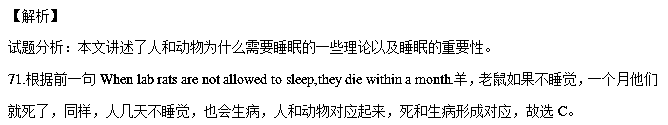 【解析】
试题分析：本文讲述了人和动物为什么需要睡眠的一些理论以及睡眠的重要性。
71.根据前一句 When lab rats are not allowed to sleep,they die within a month.羊，老鼠如果不睡觉，一个月他们
就死了，同样，人几天不睡觉，也会生病，人和动物对应起来，死和生病形成对应，故选 C。